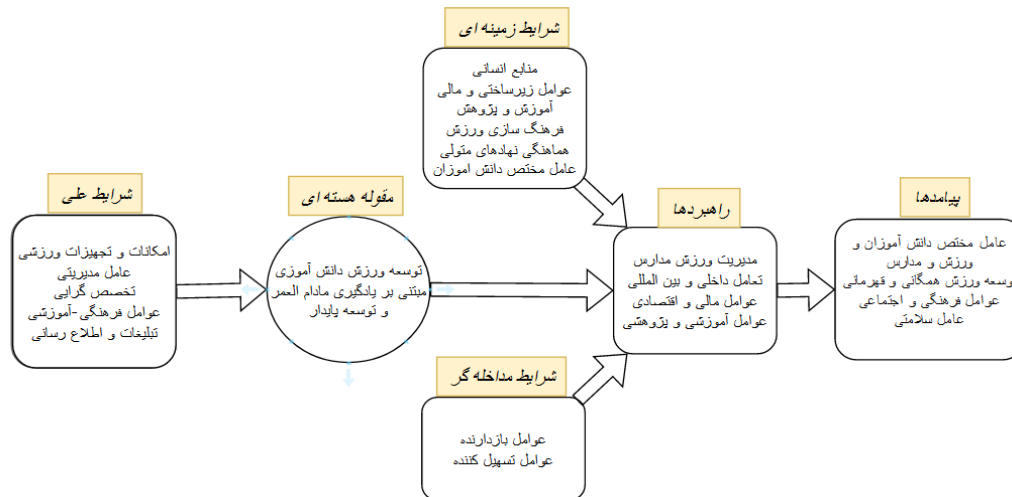 شرایط زمینه ای
منابع انسانی
عوامل زیرساختی و مالی
آموزش و پژوهش
فرهنگ سازی ورزش
هماهنگی نهادهای متولی
عامل مختص دانش اموزان
شرایط علی
امکانات و تجهیزات ورزشی
عامل مدیریتی
تخصص گرایی
عوامل فرهنگی-آموزشی
تبلیغات و اطلاع رسانی
مقوله هسته ای
توسعه ورزش دانش آموزی
مبتنی بر یادگیری مادام العمر
و توسعه پایدار
راهبردها
مدیریت ورزش مدارس
تعامل داخلی و بین المللی
عوامل مالی و اقتصادی
عوامل آموزشی و پژوهشی
پیامدها
عامل مختص دانش آموزان و
ورزش و مدارس
وسعه ورزش همگانی و قهرمانی
عوامل فرهنگی و اجتماعی
عامل سلامتی
شرایط مداخله گر
عوامل بازدارنده
عوامل تسهیل کننده